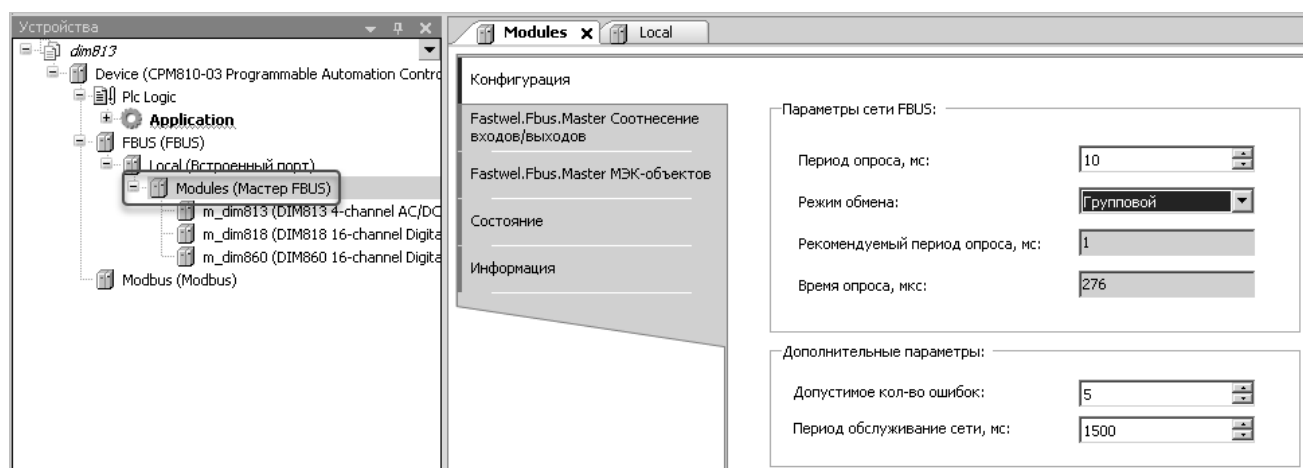 Устройства
dim813
Device (CPM810-03 Programmable Automation Contro
Plc Logic
Application
FBUS (FBUS)
Local (Встроенный порт)
Modules (Мастер FBUS)
m_dim813 (DIM813 4-channel AC/DC
m_dim818 (DIM818 16-channel Digita
m_dim860 (DIM860 16-channel Digita
Modbus (Modbus)
Modules
Local
Конфигурация
Fastwel.Fbus.Master Соотнесение
входов/выходов
Fastwel.Fbus.Master МЭК-объектов
Состояние
Информация
Параметры сети FBUS:
Период опроса, мс: 10
Режим обмена: Групповой
Рекомендуемый период опроса, мс: 1
Время опроса, мкс: 276
Дополнительные параметры:
Допустимое кол-во ошибок: 5
Период обслуживание сети, мс: 1500